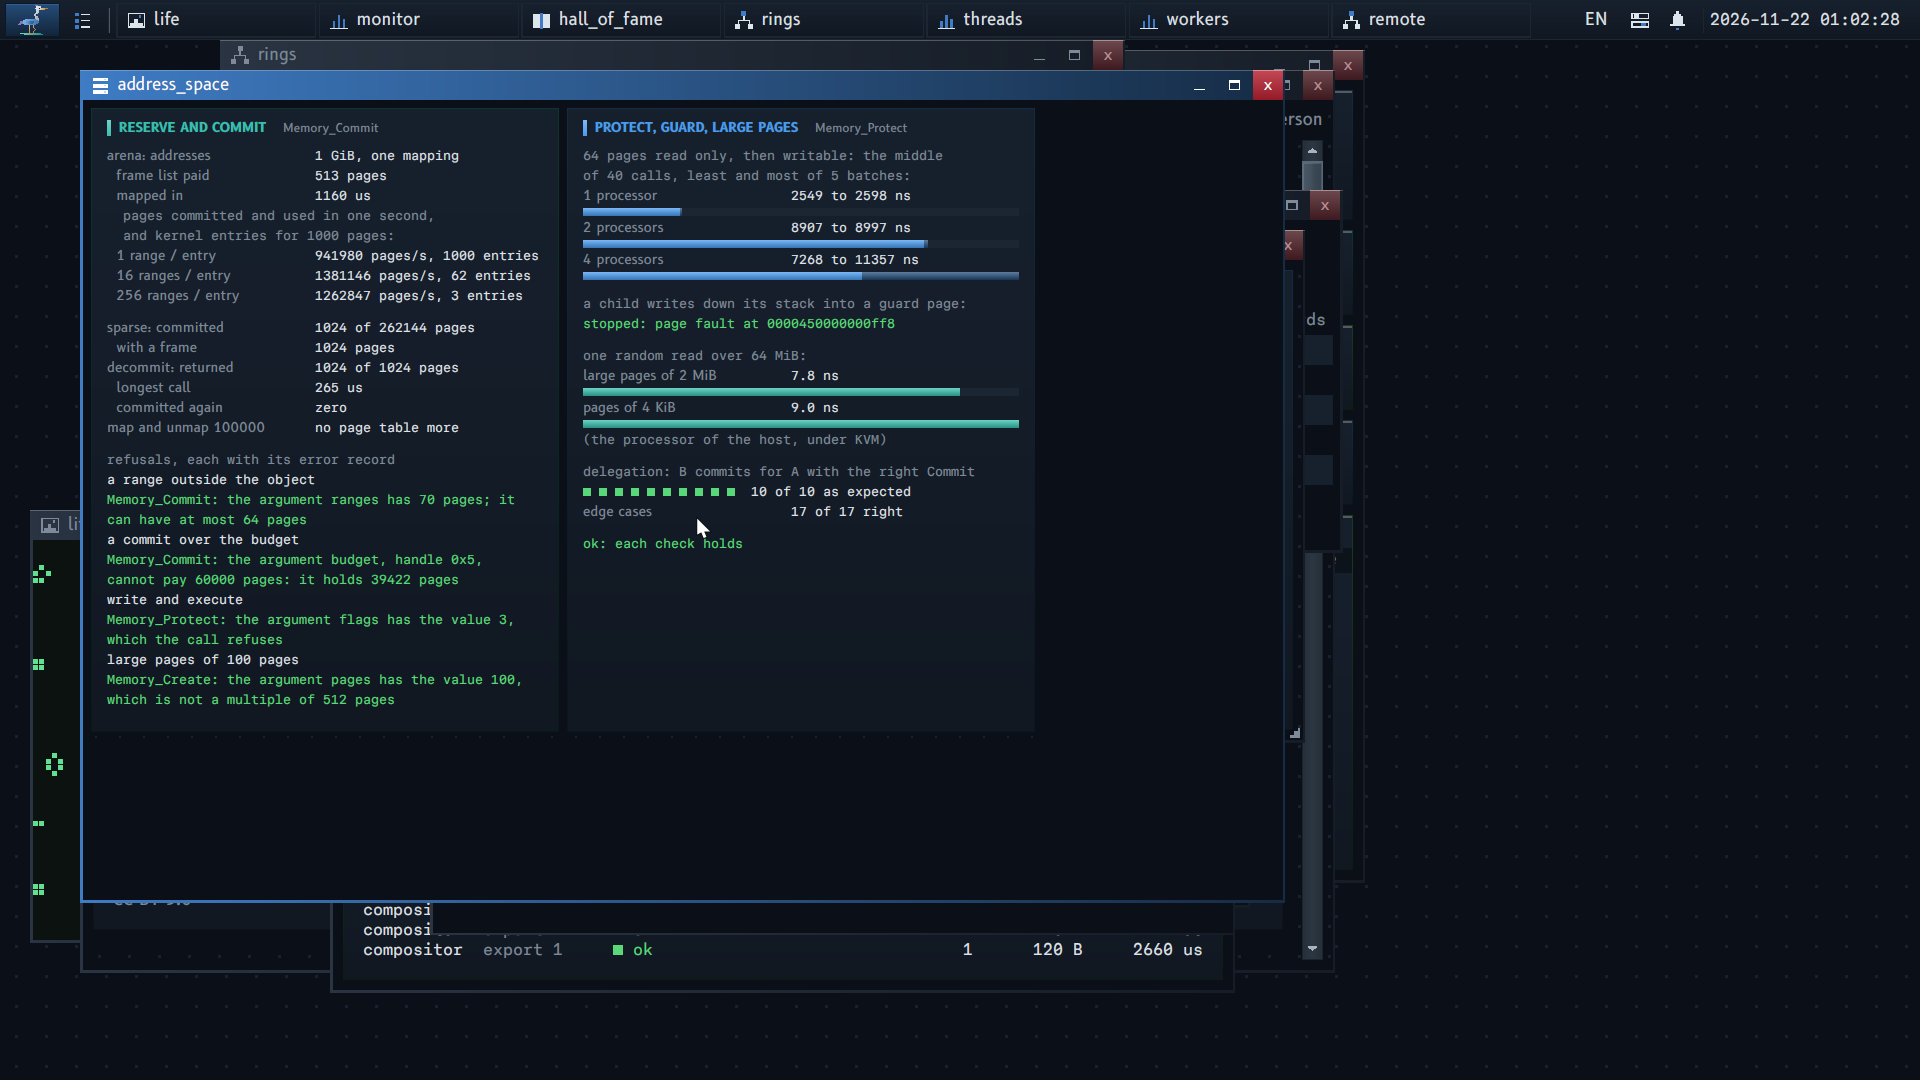 life
monitor
hall_of_fame
rings
threads
workers
remote
EN
2026-11-22 01:02:28
rings
address_space
RESERVE AND COMMIT Memory_Commit
arena: addresses 1 GiB, one mapping
frame list paid 513 pages
mapped in 1160 us
pages committed and used in one second,
and kernel entries for 1000 pages:
1 range / entry 941980 pages/s, 1000 entries
16 ranges / entry 1381146 pages/s, 62 entries
256 ranges / entry 1262847 pages/s, 3 entries
sparse: committed 1024 of 262144 pages
with a frame 1024 pages
decommit: returned 1024 of 1024 pages
longest call 265 us
committed again zero
map and unmap 100000 no page table more
refusals, each with its error record
a range outside the object
Memory_Commit: the argument ranges has 70 pages; it
can have at most 64 pages
a commit over the budget
Memory_Commit: the argument budget, handle 0x5,
cannot pay 60000 pages: it holds 39422 pages
write and execute
Memory_Protect: the argument flags has the value 3,
which the call refuses
large pages of 100 pages
Memory_Create: the argument pages has the value 100,
which is not a multiple of 512 pages
PROTECT, GUARD, LARGE PAGES Memory_Protect
64 pages read only, then writable: the middle
of 40 calls, least and most of 5 batches:
1 processor 2549 to 2598 ns
2 processors 8907 to 8997 ns
4 processors 7268 to 11357 ns
a child writes down its stack into a guard page:
stopped: page fault at 0000450000000ff8
one random read over 64 MiB:
large pages of 2 MiB 7.8 ns
pages of 4 KiB 9.0 ns
(the processor of the host, under KVM)
delegation: B commits for A with the right Commit
10 of 10 as expected
edge cases 17 of 17 right
ok: each check holds
erson
ds
li
composi
composi
compositor export 1 ok 1 120 B 2660 us